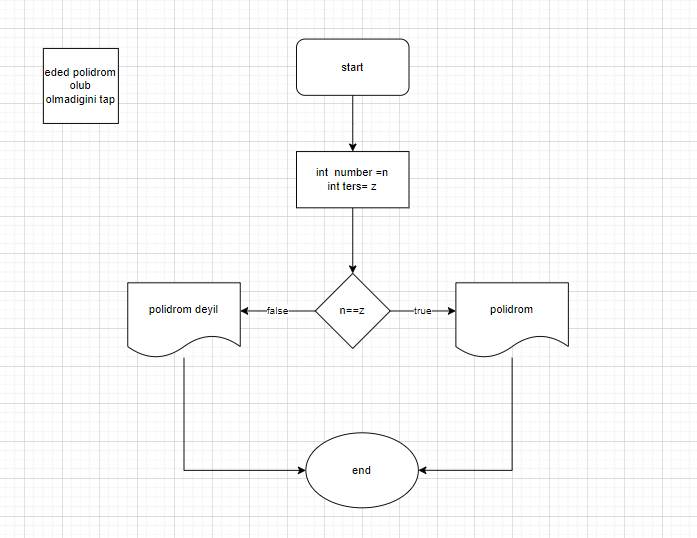 eded polidrom
olub
olmadigini tap
start
int  number =n
int ters= z
polidrom deyil
false
n==z
true
polidrom
end